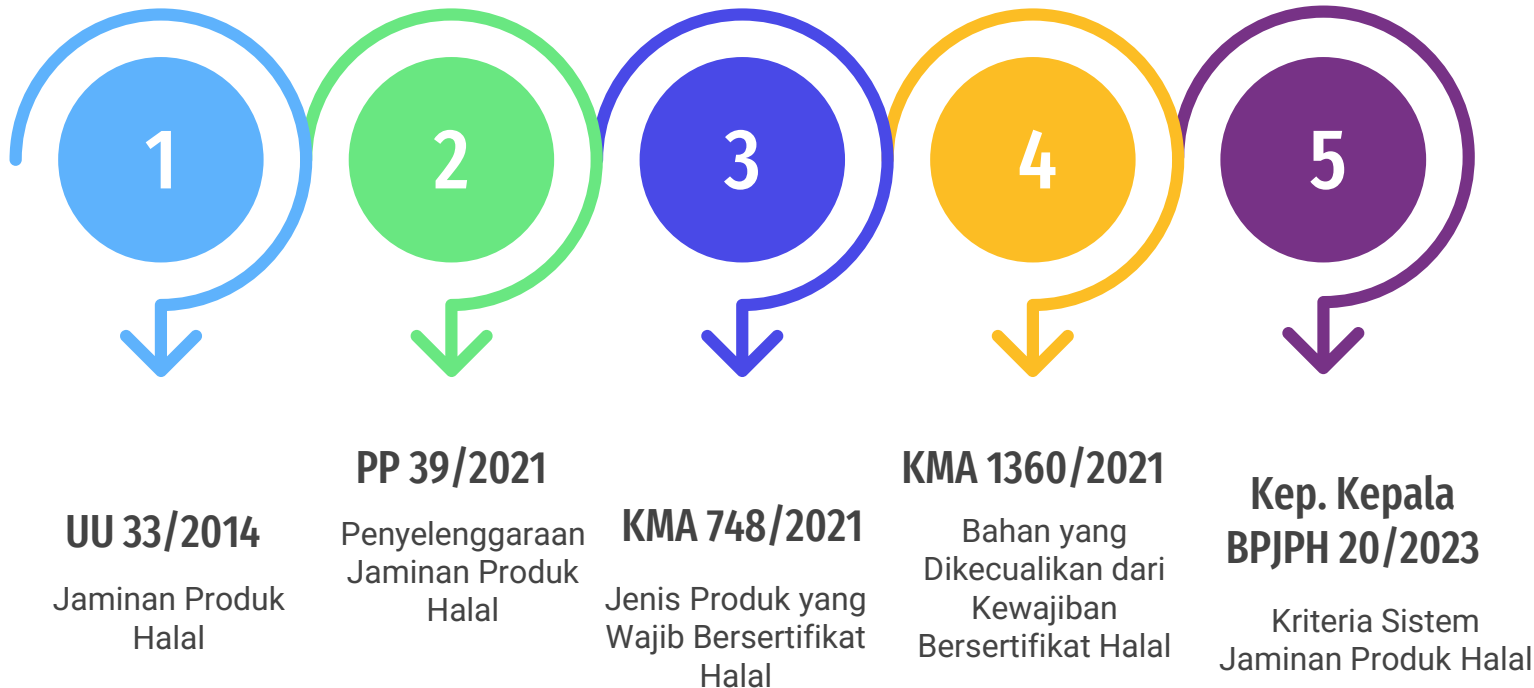 1
2
3
4
5
UU 33/2014
Jaminan Produk
Halal
PP 39/2021
Penyelenggaraan
Jaminan Produk
Halal
KMA 748/2021
Jenis Produk yang
Wajib Bersertifikat
Halal
KMA 1360/2021
Bahan yang
Dikecualikan dari
Kewajiban
Bersertifikat Halal
Kep. Kepala
BPJPH 20/2023
Kriteria Sistem
Jaminan Produk Halal